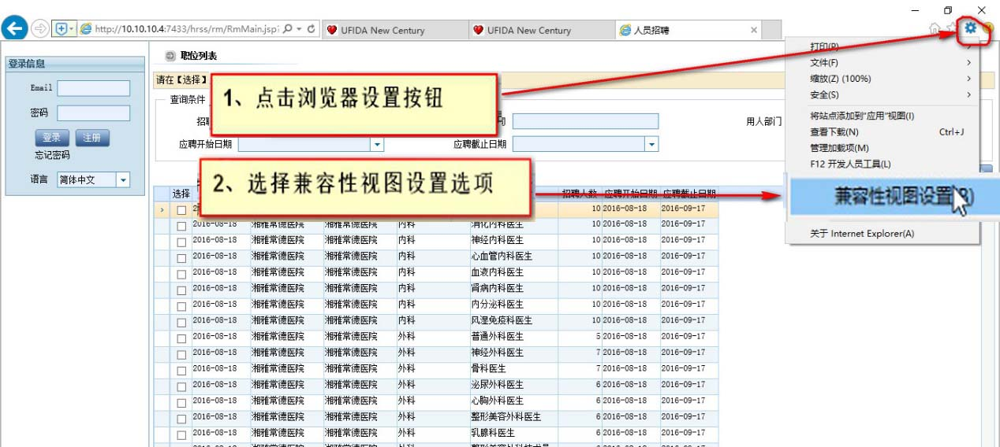 http://10.10.10.4:7433/hrss/rm/RmMain.jsp?
UFIDA New Century
UFIDA New Century
人员招聘
登录信息
Email
密码
登录 注册
忘记密码
语言 简体中文
职位列表
请在【选择】
查询条件
用人部门
应聘开始日期 应聘截止日期
1、点击浏览器设置按钮
2、选择兼容性视图设置选项
打印(P)
文件(F)
缩放(Z) (100%)
安全(S)
将站点添加到“应用”视图(I)
查看下载(N) Ctrl+J
管理加载项(M)
F12 开发人员工具(L)
兼容性视图设置
关于 Internet Explorer(A)
选择 招聘人数 应聘开始日期 应聘截止日期
10 2016-08-18 2016-09-17
2016-08-18 湘雅常德医院 湘雅常德医院 内科 消化内科医生 10 2016-08-18 2016-09-17
2016-08-18 湘雅常德医院 湘雅常德医院 内科 神经内科医生 10 2016-08-18 2016-09-17
2016-08-18 湘雅常德医院 湘雅常德医院 内科 心血管内科医生 10 2016-08-18 2016-09-17
2016-08-18 湘雅常德医院 湘雅常德医院 内科 血液内科医生 10 2016-08-18 2016-09-17
2016-08-18 湘雅常德医院 湘雅常德医院 内科 肾病内科医生 10 2016-08-18 2016-09-17
2016-08-18 湘雅常德医院 湘雅常德医院 内科 内分泌科医生 10 2016-08-18 2016-09-17
2016-08-18 湘雅常德医院 湘雅常德医院 内科 风湿免疫科医生 10 2016-08-18 2016-09-17
2016-08-18 湘雅常德医院 湘雅常德医院 外科 普通外科医生 5 2016-08-18 2016-09-17
2016-08-18 湘雅常德医院 湘雅常德医院 外科 神经外科医生 7 2016-08-18 2016-09-17
2016-08-18 湘雅常德医院 湘雅常德医院 外科 骨科医生 7 2016-08-18 2016-09-17
2016-08-18 湘雅常德医院 湘雅常德医院 外科 泌尿外科医生 6 2016-08-18 2016-09-17
2016-08-18 湘雅常德医院 湘雅常德医院 外科 心胸外科医生 6 2016-08-18 2016-09-17
2016-08-18 湘雅常德医院 湘雅常德医院 外科 整形美容外科医生 6 2016-08-18 2016-09-17
2016-08-18 湘雅常德医院 湘雅常德医院 外科 乳腺科医生 6 2016-08-18 2016-09-17